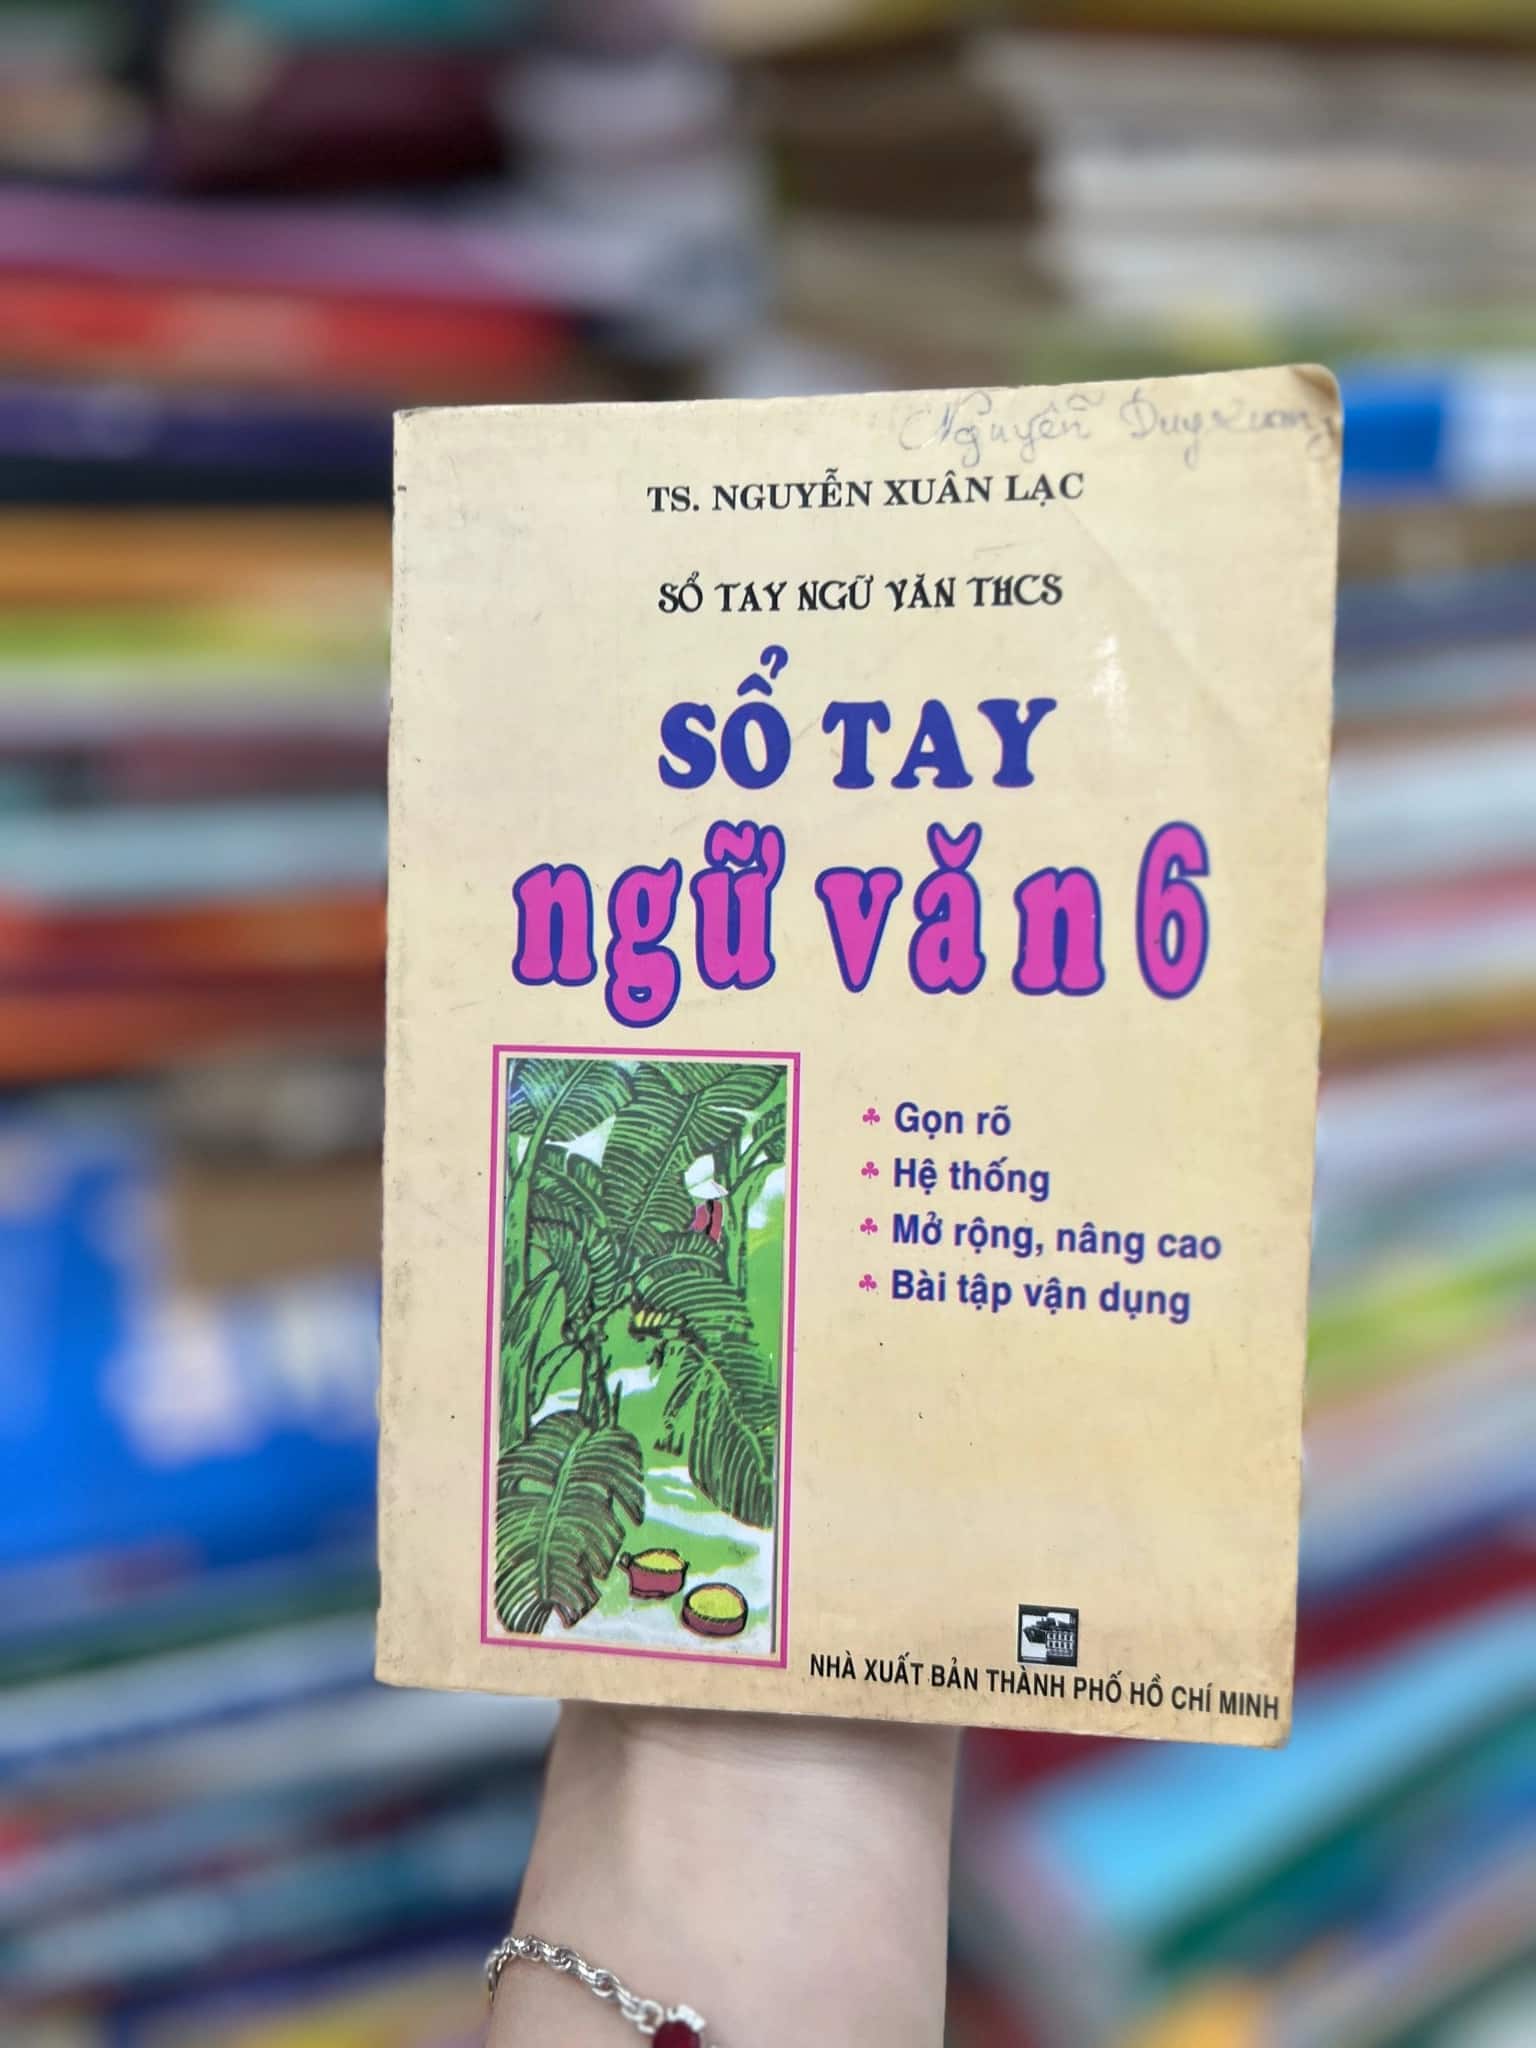 Nguyễn Duy
TS. NGUYỄN XUÂN LẠC
SỔ TAY NGỮ VĂN THCS
SỔ TAY
ngữ văn 6
Gọn rõ
Hệ thống
Mở rộng, nâng cao
Bài tập vận dụng
NHÀ XUẤT BẢN THÀNH PHỐ HỒ CHÍ MINH